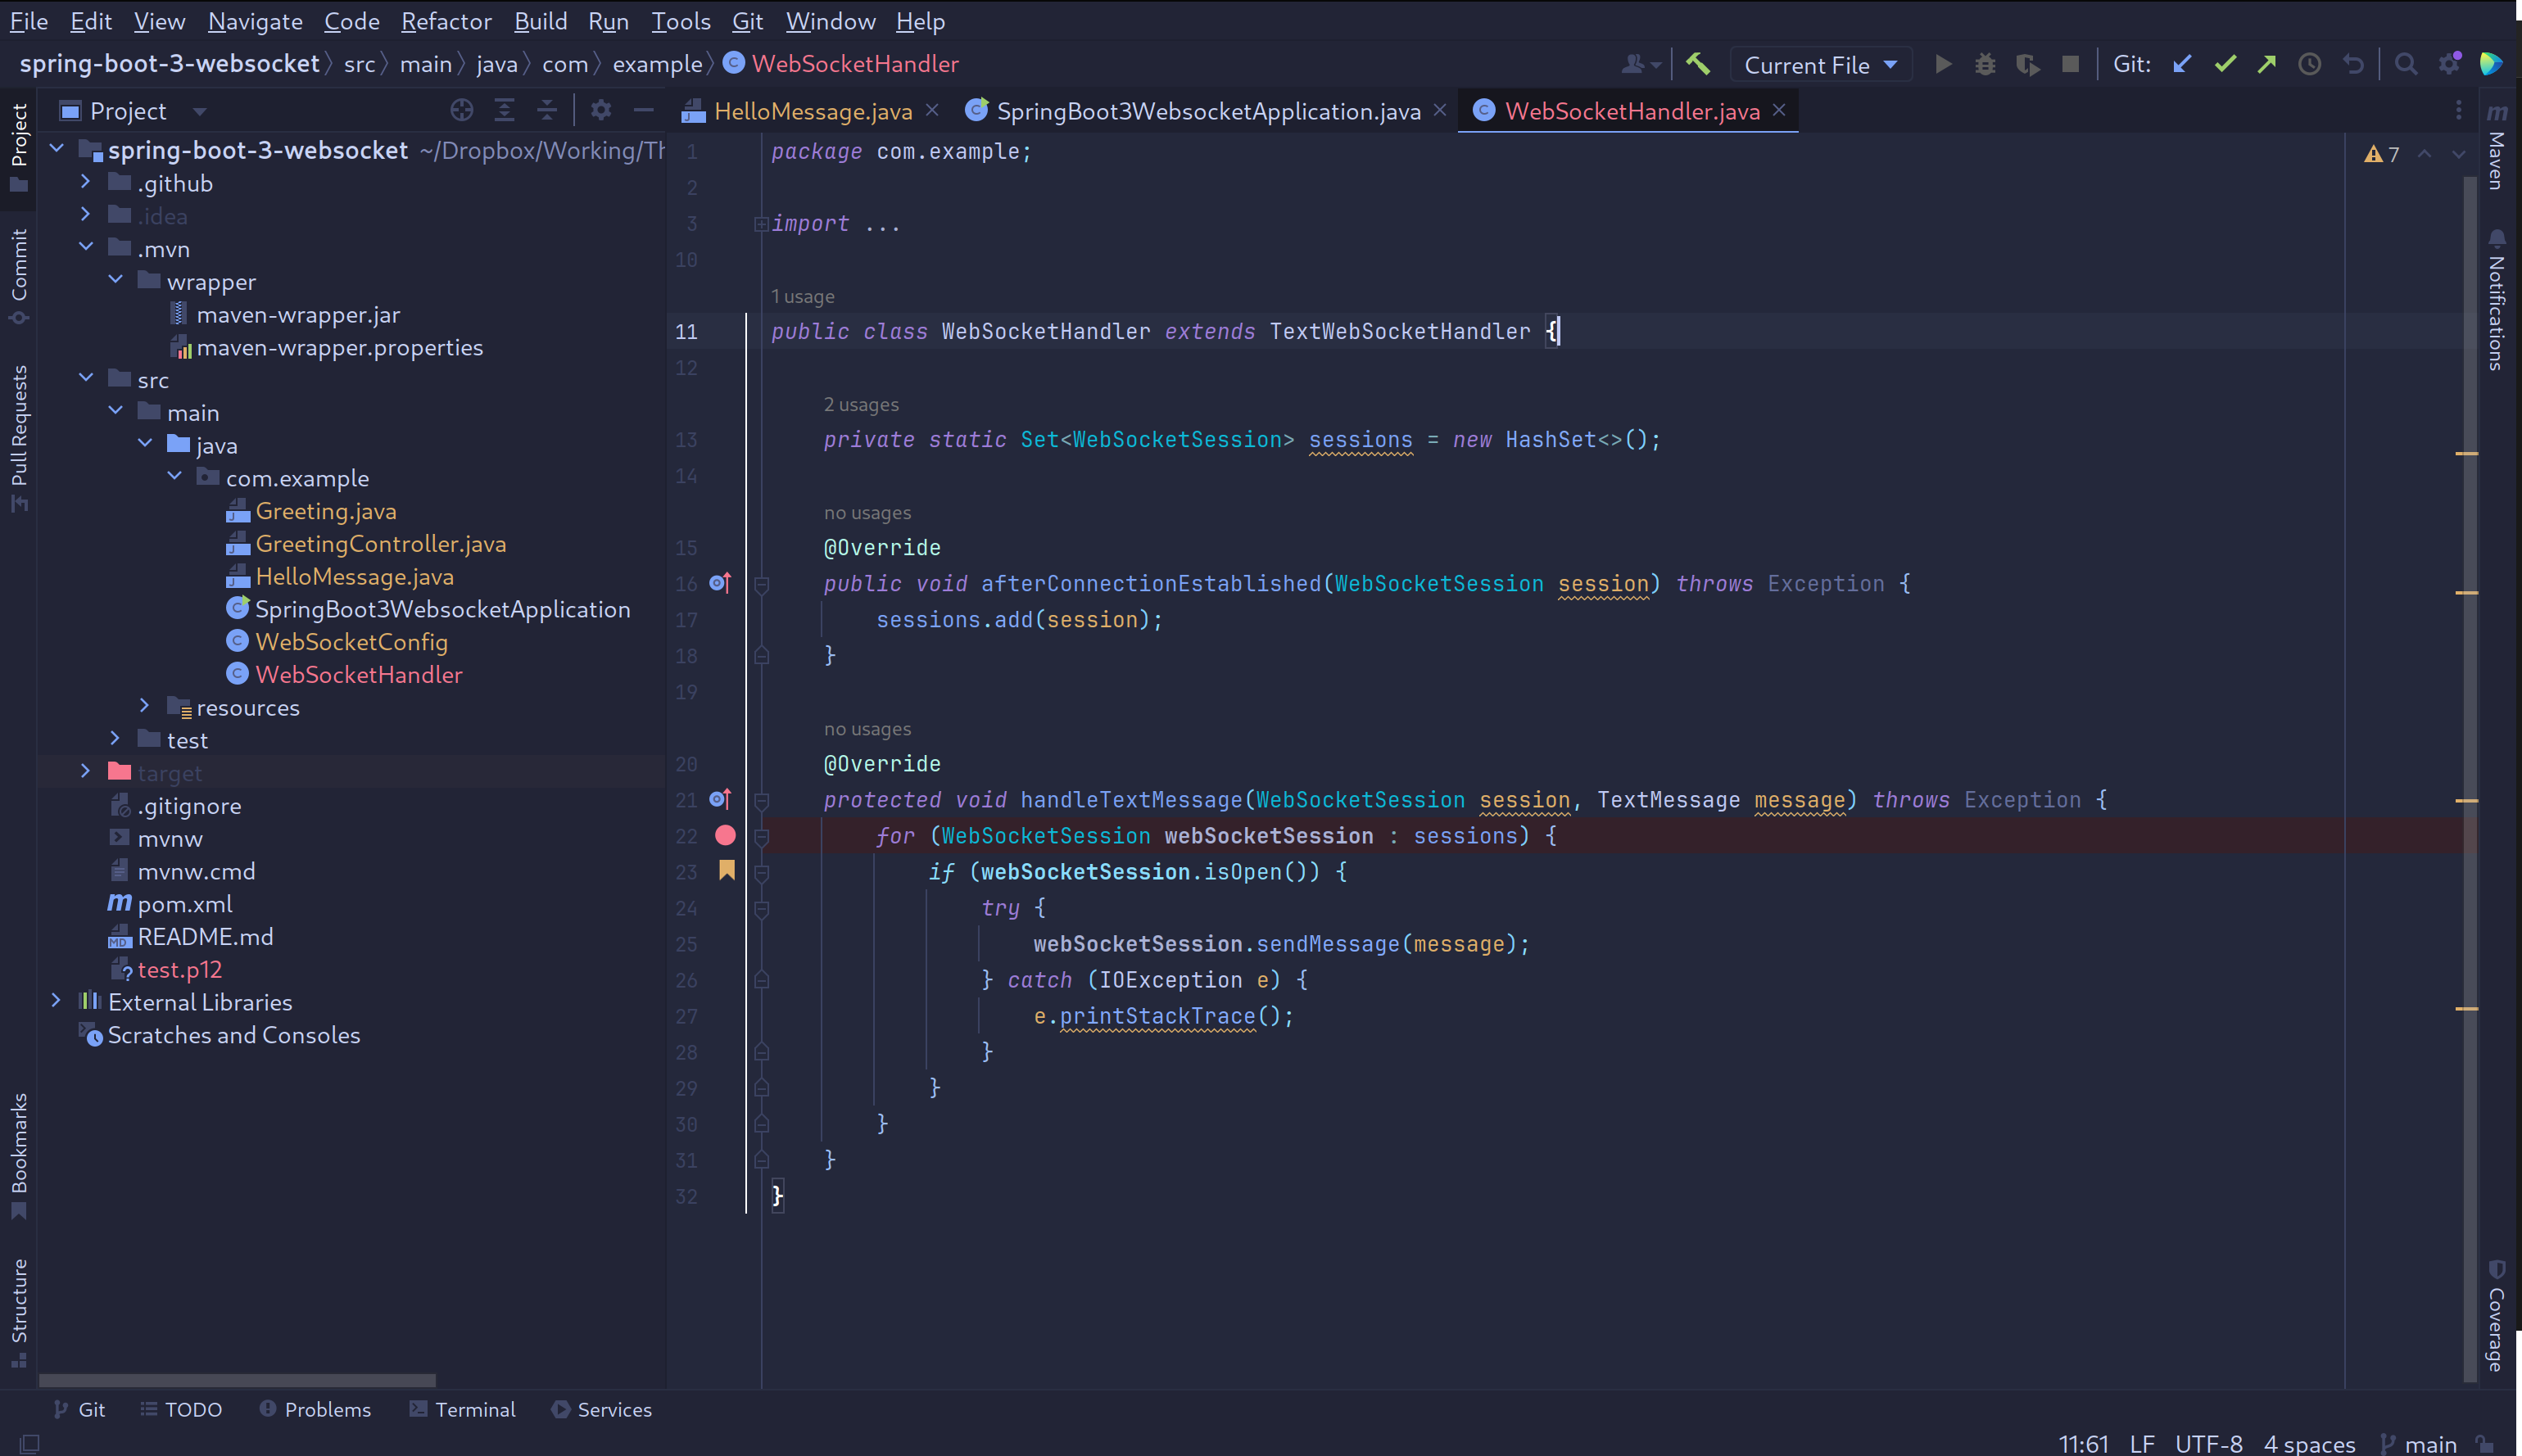 File Edit View Navigate Code Refactor Build Run Tools Git Window Help
spring-boot-3-websocket src main java com example WebSocketHandler
Current File
Git:
Project
HelloMessage.java
SpringBoot3WebsocketApplication.java
WebSocketHandler.java
Project
Commit
Pull Requests
Bookmarks
Structure
spring-boot-3-websocket ~/Dropbox/Working/Th
.github
.idea
.mvn
wrapper
maven-wrapper.jar
maven-wrapper.properties
src
main
java
com.example
Greeting.java
GreetingController.java
HelloMessage.java
SpringBoot3WebsocketApplication
WebSocketConfig
WebSocketHandler
resources
test
target
.gitignore
mvnw
mvnw.cmd
pom.xml
README.md
test.p12
External Libraries
Scratches and Consoles
7
1 package com.example;
2
3 import ...
10
1 usage
11 public class WebSocketHandler extends TextWebSocketHandler {
12
2 usages
13 private static Set<WebSocketSession> sessions = new HashSet<>();
14
no usages
15 @Override
16 public void afterConnectionEstablished(WebSocketSession session) throws Exception {
17 sessions.add(session);
18 }
19
no usages
20 @Override
21 protected void handleTextMessage(WebSocketSession session, TextMessage message) throws Exception {
22 for (WebSocketSession webSocketSession : sessions) {
23 if (webSocketSession.isOpen()) {
24 try {
25 webSocketSession.sendMessage(message);
26 } catch (IOException e) {
27 e.printStackTrace();
28 }
29 }
30 }
31 }
32 }
Maven
Notifications
Coverage
Git TODO Problems Terminal Services
11:61 LF UTF-8 4 spaces main